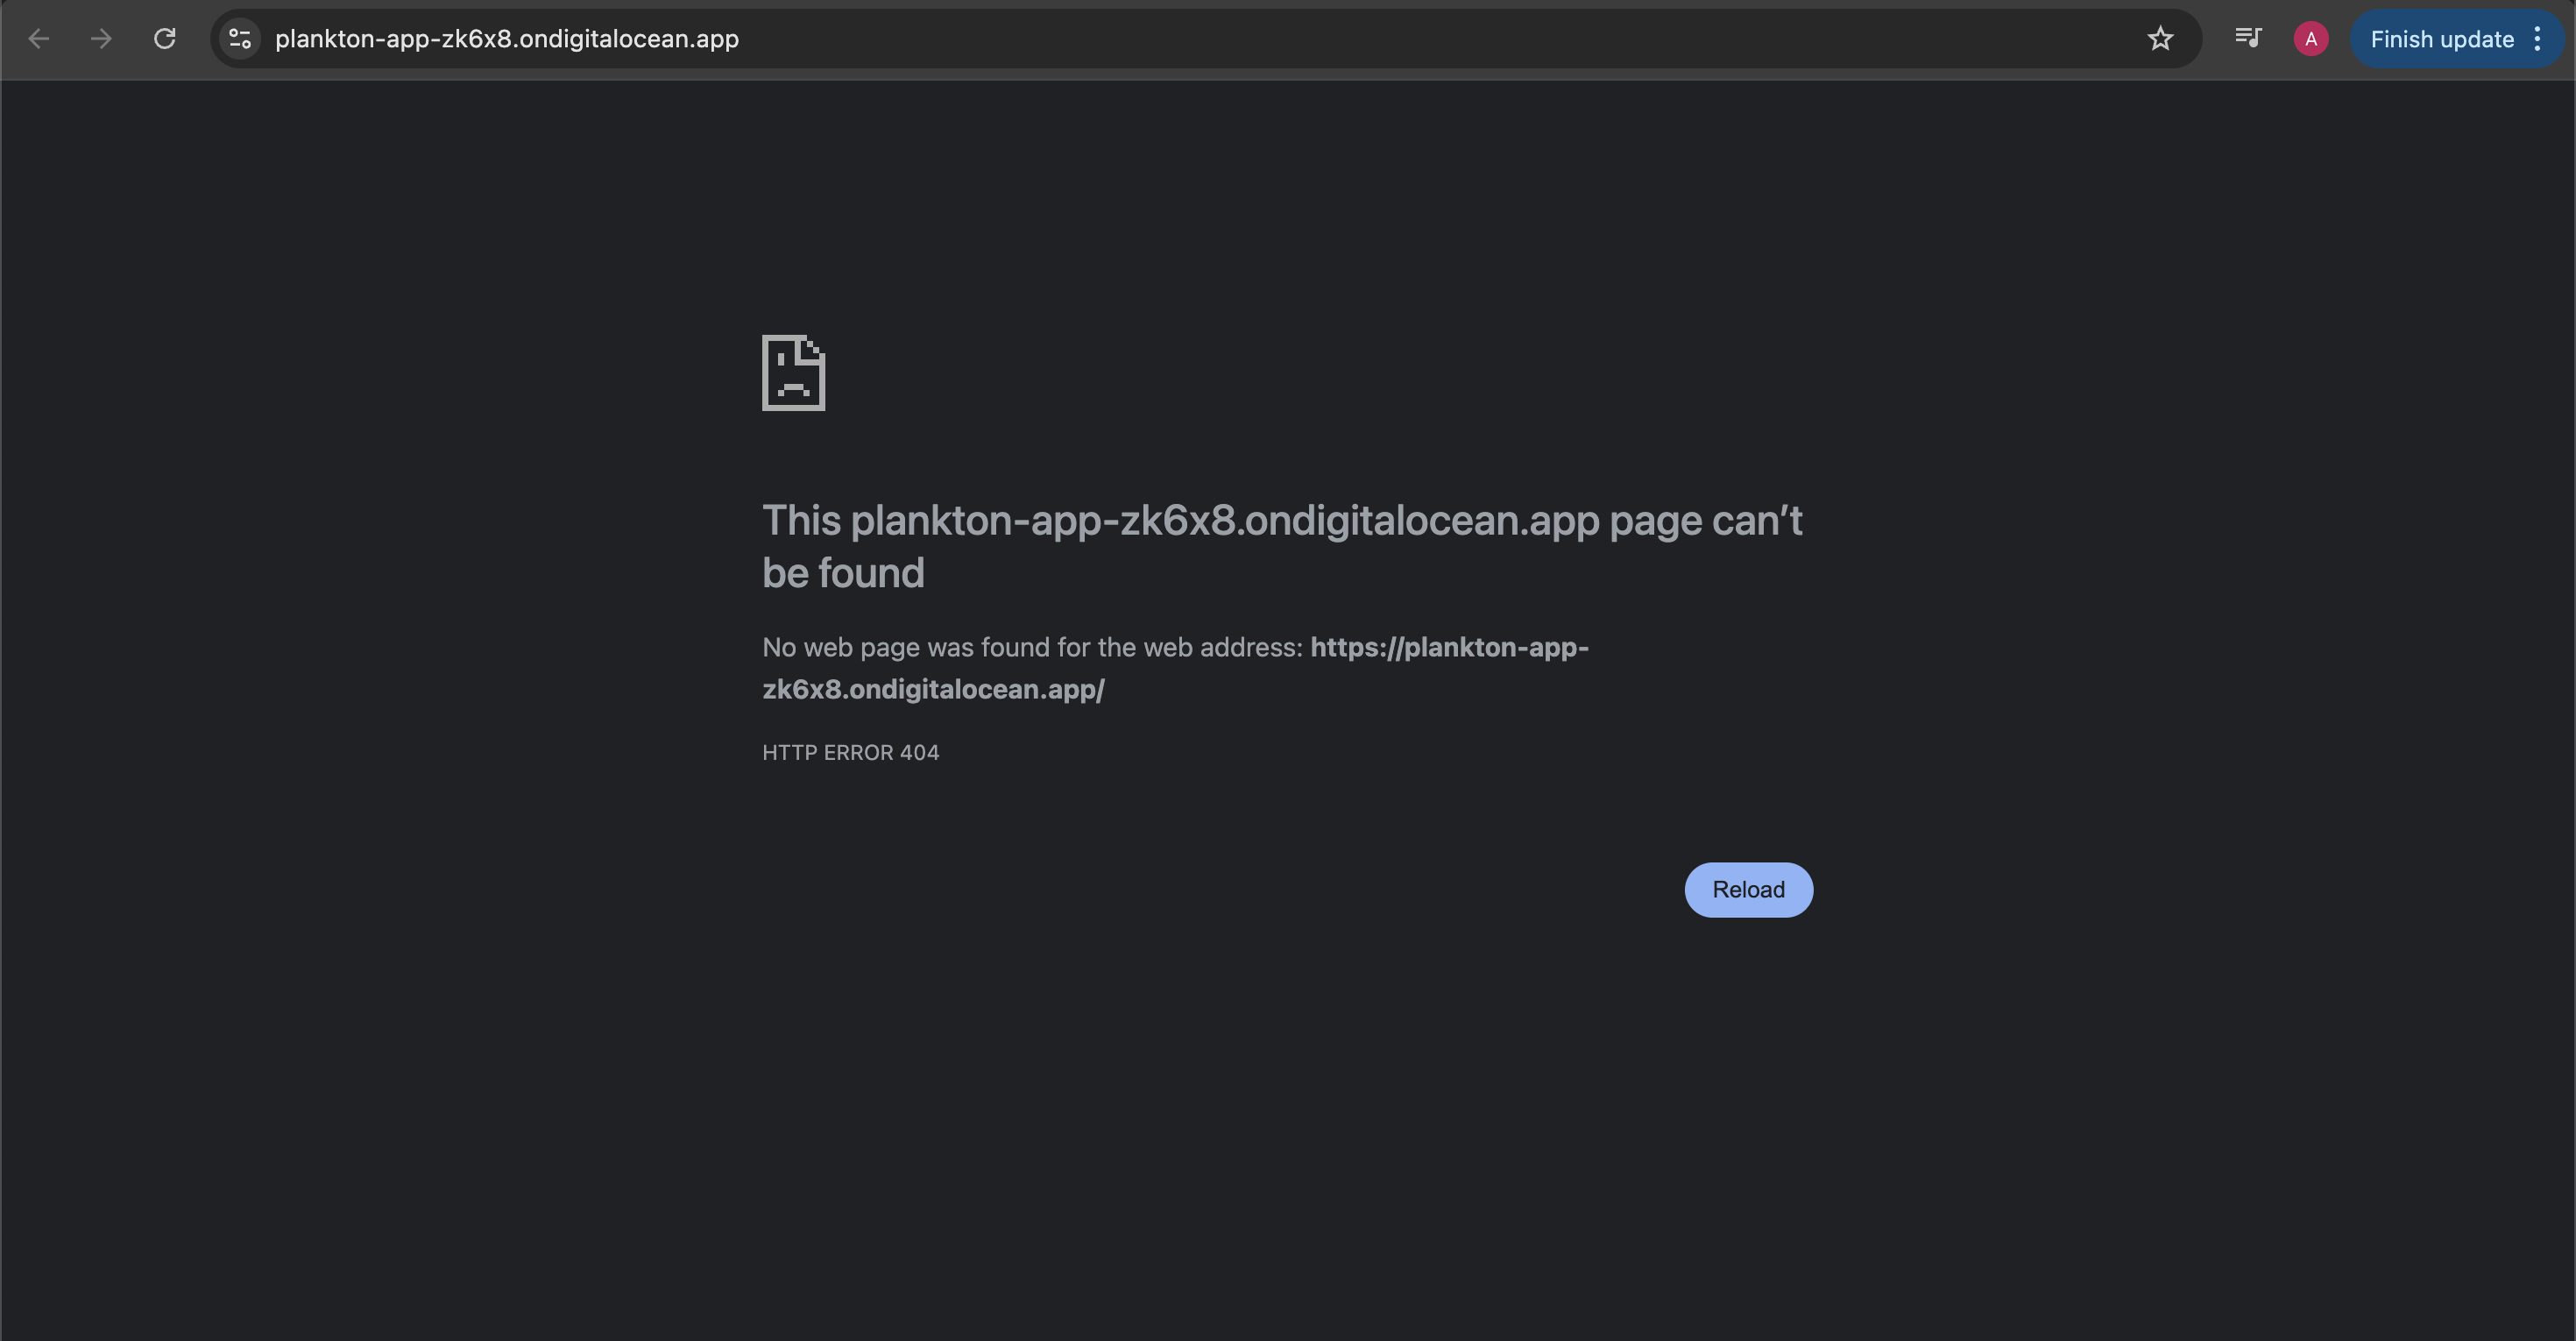 plankton-app-zk6x8.ondigitalocean.app
A
Finish update
This plankton-app-zk6x8.ondigitalocean.app page can’t
be found
No web page was found for the web address: https://plankton-app-
zk6x8.ondigitalocean.app/
HTTP ERROR 404
Reload